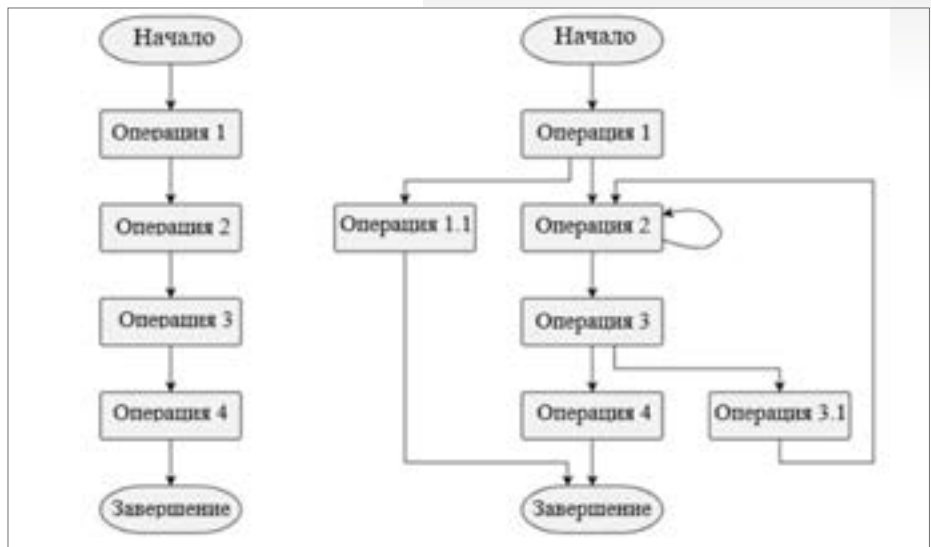 Начало
Операция 1
Операция 2
Операция 3
Операция 4
Завершение
Начало
Операция 1
Операция 1.1
Операция 2
Операция 3
Операция 4
Операция 3.1
Завершение